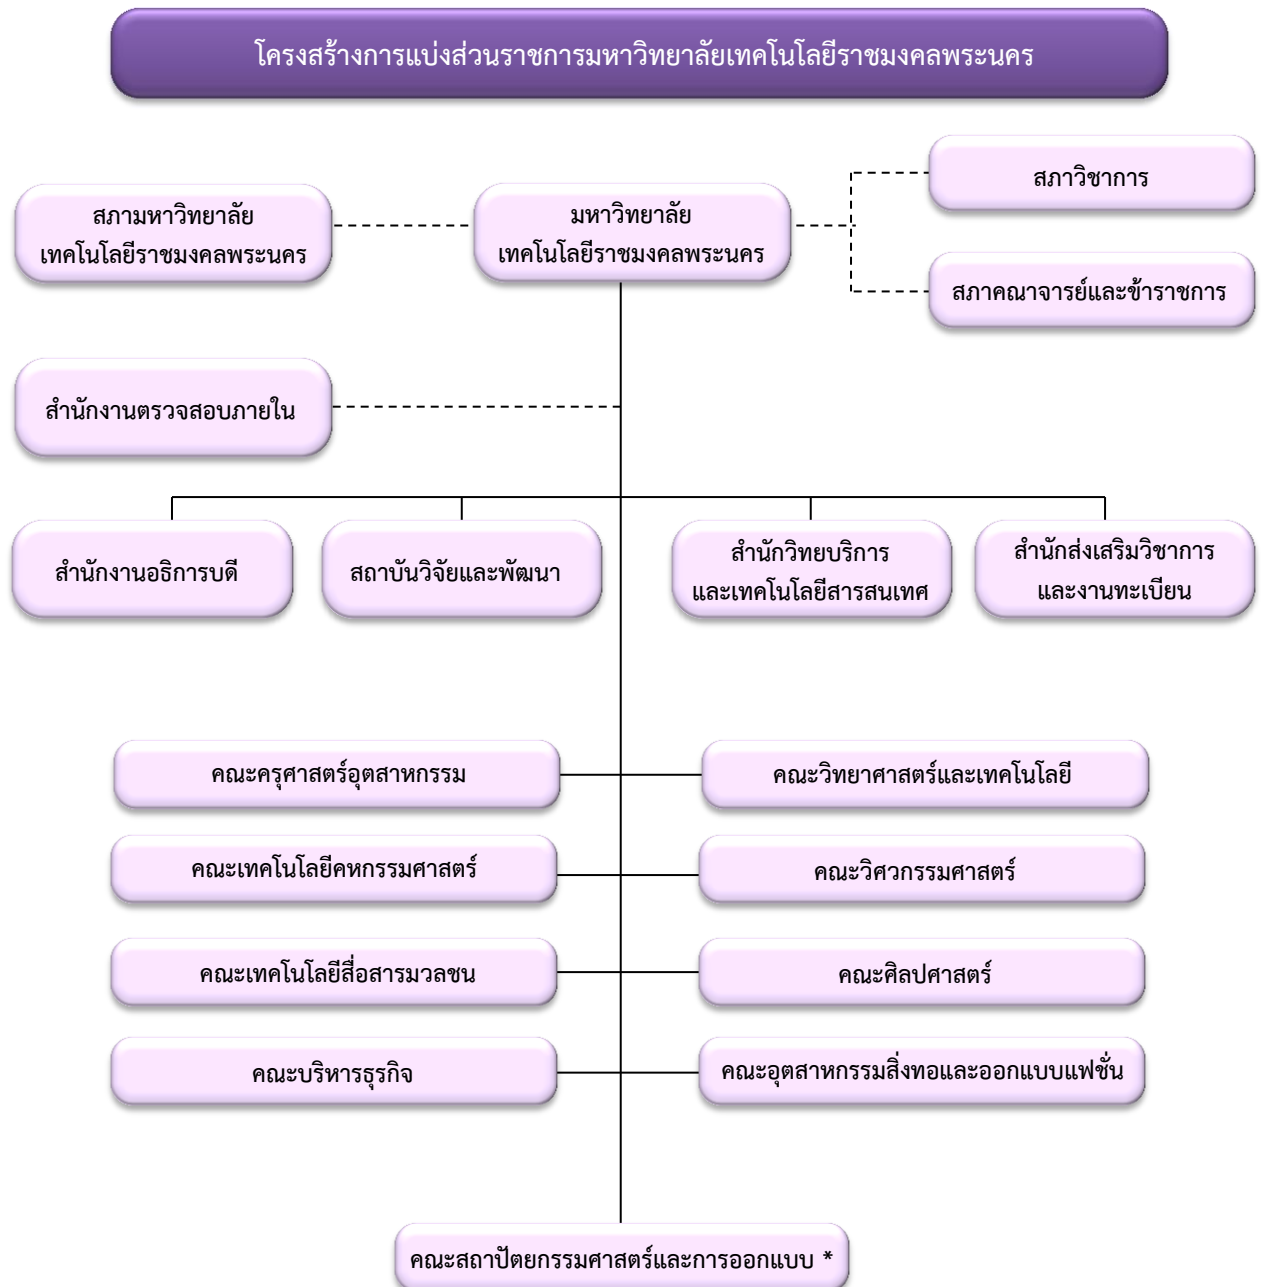 โครงสร้างการแบ่งส่วนราชการมหาวิทยาลัยเทคโนโลยีราชมงคลพระนคร
สภาวิชาการ
สภามหาวิทยาลัย
เทคโนโลยีราชมงคลพระนคร
มหาวิทยาลัย
เทคโนโลยีราชมงคลพระนคร
สภาคณาจารย์และข้าราชการ
สำนักงานตรวจสอบภายใน
สำนักงานอธิการบดี
สถาบันวิจัยและพัฒนา
สำนักวิทยบริการ
และเทคโนโลยีสารสนเทศ
สำนักส่งเสริมวิชาการ
และงานทะเบียน
คณะครุศาสตร์อุตสาหกรรม
คณะวิทยาศาสตร์และเทคโนโลยี
คณะเทคโนโลยีคหกรรมศาสตร์
คณะวิศวกรรมศาสตร์
คณะเทคโนโลยีสื่อสารมวลชน
คณะศิลปศาสตร์
คณะบริหารธุรกิจ
คณะอุตสาหกรรมสิ่งทอและออกแบบแฟชั่น
คณะสถาปัตยกรรมศาสตร์และการออกแบบ *